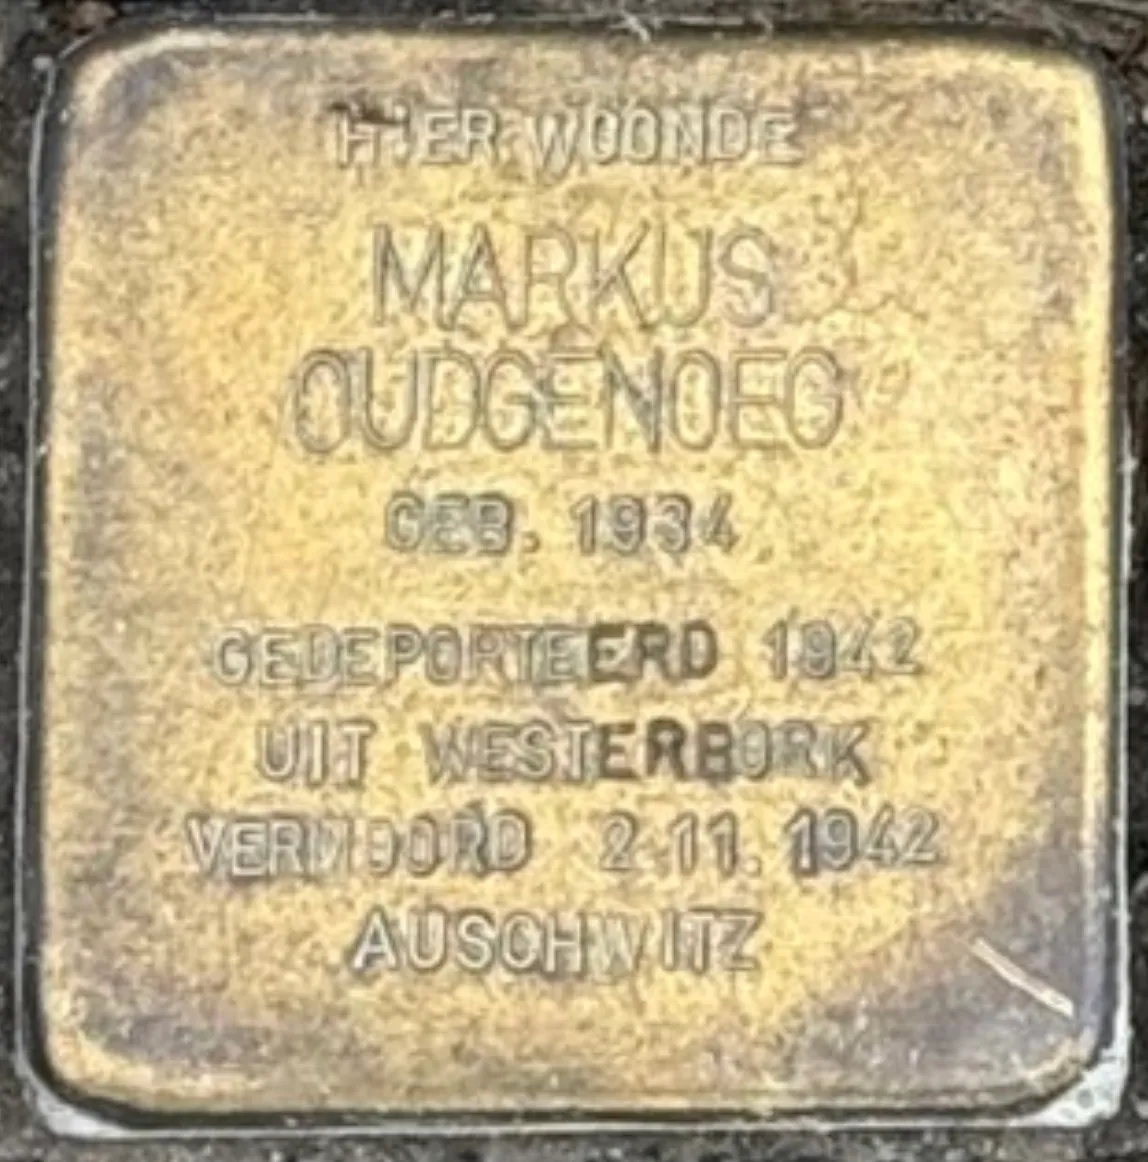 HIER WOONDE
MARKUS
OUDGENOEG
GEB. 1934
GEDEPORTEERD 1942
UIT WESTERBORK
VERMOORD 2.11.1942
AUSCHWITZ